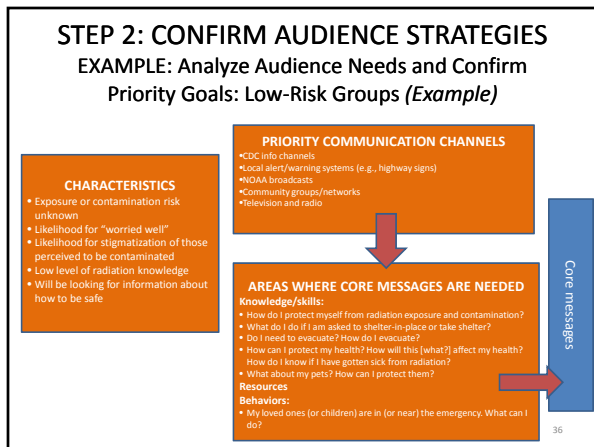 STEP 2: CONFIRM AUDIENCE STRATEGIES
EXAMPLE: Analyze Audience Needs and Confirm
Priority Goals: Low-Risk Groups (Example)
PRIORITY COMMUNICATION CHANNELS
•CDC info channels
•Local alert/warning systems (e.g., highway signs)
•NOAA broadcasts
•Community groups/networks
•Television and radio
CHARACTERISTICS
• Exposure or contamination risk
unknown
• Likelihood for “worried well”
• Likelihood for stigmatization of those
perceived to be contaminated
• Low level of radiation knowledge
• Will be looking for information about
how to be safe
AREAS WHERE CORE MESSAGES ARE NEEDED
Knowledge/skills:
• How do I protect myself from radiation exposure and contamination?
• What do I do if I am asked to shelter-in-place or take shelter?
• Do I need to evacuate? How do I evacuate?
• How can I protect my health? How will this [what?] affect my health?
How do I know if I have gotten sick from radiation?
• What about my pets? How can I protect them?
Resources
Behaviors:
• My loved ones (or children) are in (or near) the emergency. What can I
do?
Core messages
36